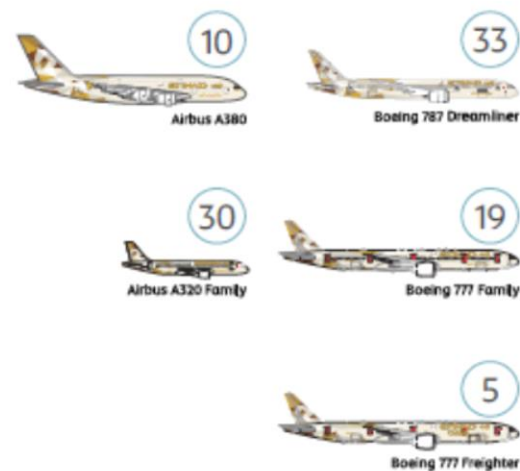 10
33
Airbus A380
Boeing 787 Dreamliner
30
19
Airbus A320 Family
Boeing 777 Family
5
Boeing 777 Freighter